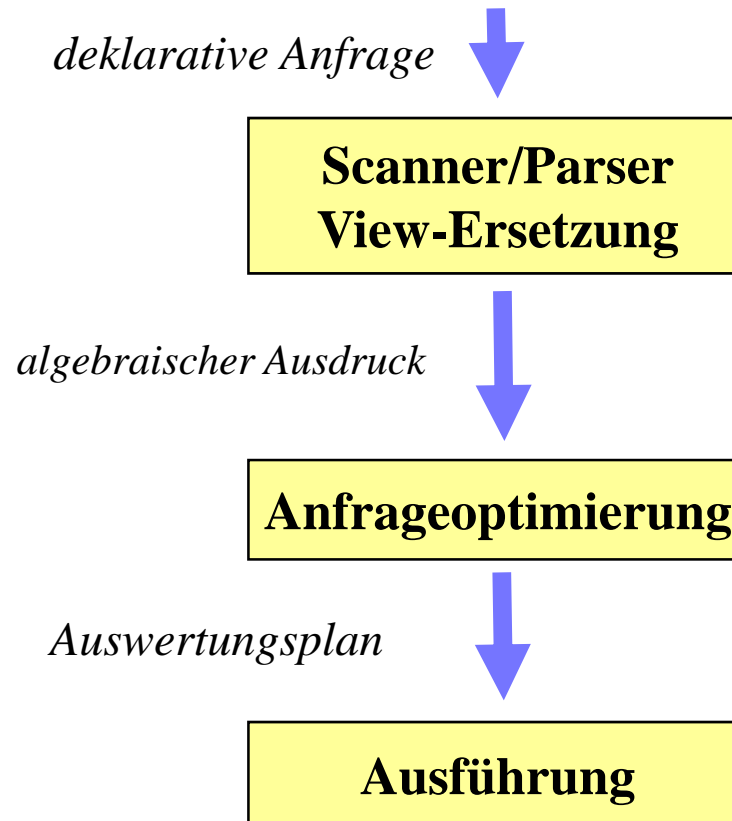 deklarative Anfrage
Scanner/Parser
View-Ersetzung
algebraischer Ausdruck
Anfrageoptimierung
Auswertungsplan
Ausführung